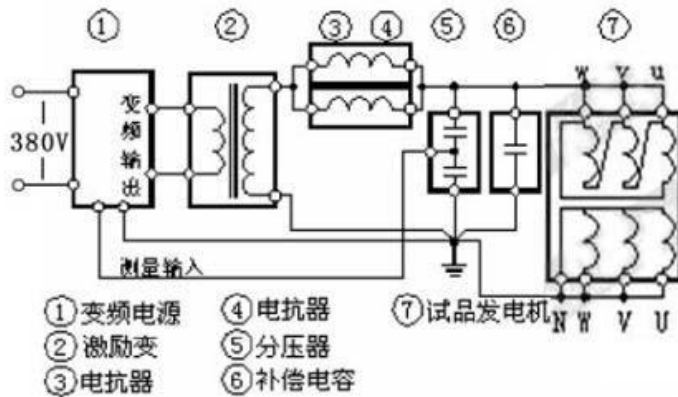 ① ② ③ ④ ⑤ ⑥ ⑦
w v u
380V
变频输出
测量输入
N W V U
① 变频电源
② 激励变
③ 电抗器
④ 电抗器
⑤ 分压器
⑥ 补偿电容
⑦ 试品发电机